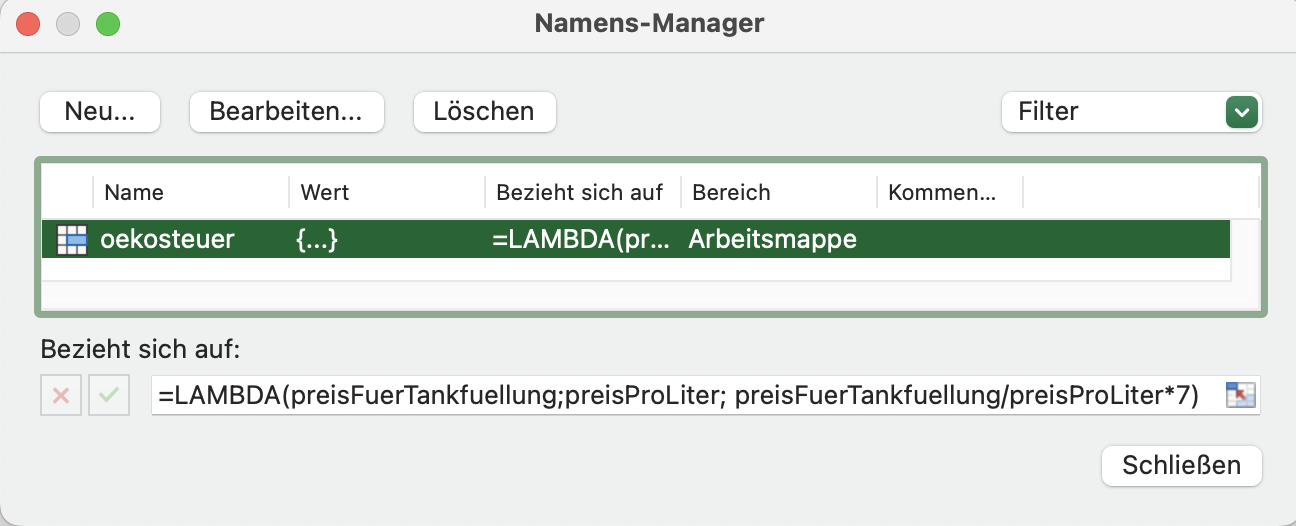 Namens-Manager
Neu...
Bearbeiten...
Löschen
Filter
Name
Wert
Bezieht sich auf
Bereich
Kommen...
oekosteuer
{...}
=LAMBDA(pr...
Arbeitsmappe
Bezieht sich auf:
=LAMBDA(preisFuerTankfuellung;preisProLiter; preisFuerTankfuellung/preisProLiter*7)
Schließen